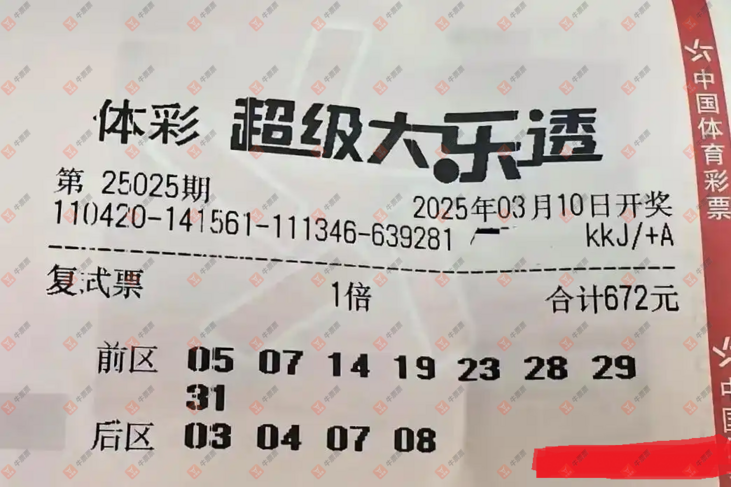 体彩 超级大乐透
第 25025期
2025年03月10日开奖
110420-141561-111346-639281 kkJ/+A
复式票 1倍 合计672元
前区 05 07 14 19 23 28 29
31
后区 03 04 07 08
中国体育彩票
中国